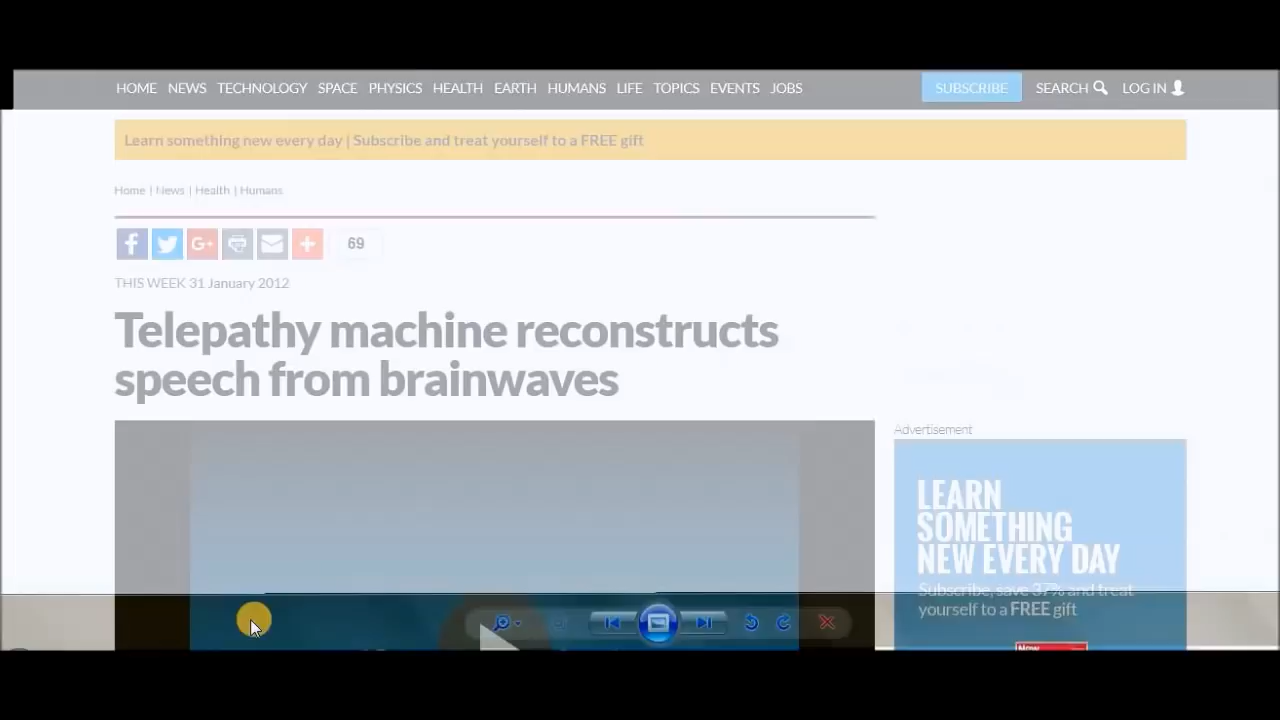 HOME NEWS TECHNOLOGY SPACE PHYSICS HEALTH EARTH HUMANS LIFE TOPICS EVENTS JOBS SUBSCRIBE SEARCH LOG IN
Learn something new every day | Subscribe and treat yourself to a FREE gift
Home | News | Health | Humans
f G+ 69
THIS WEEK 31 January 2012
Telepathy machine reconstructs
speech from brainwaves
Advertisement
LEARN
SOMETHING
NEW EVERY DAY
Subscribe, save 37% and treat
yourself to a FREE gift
New